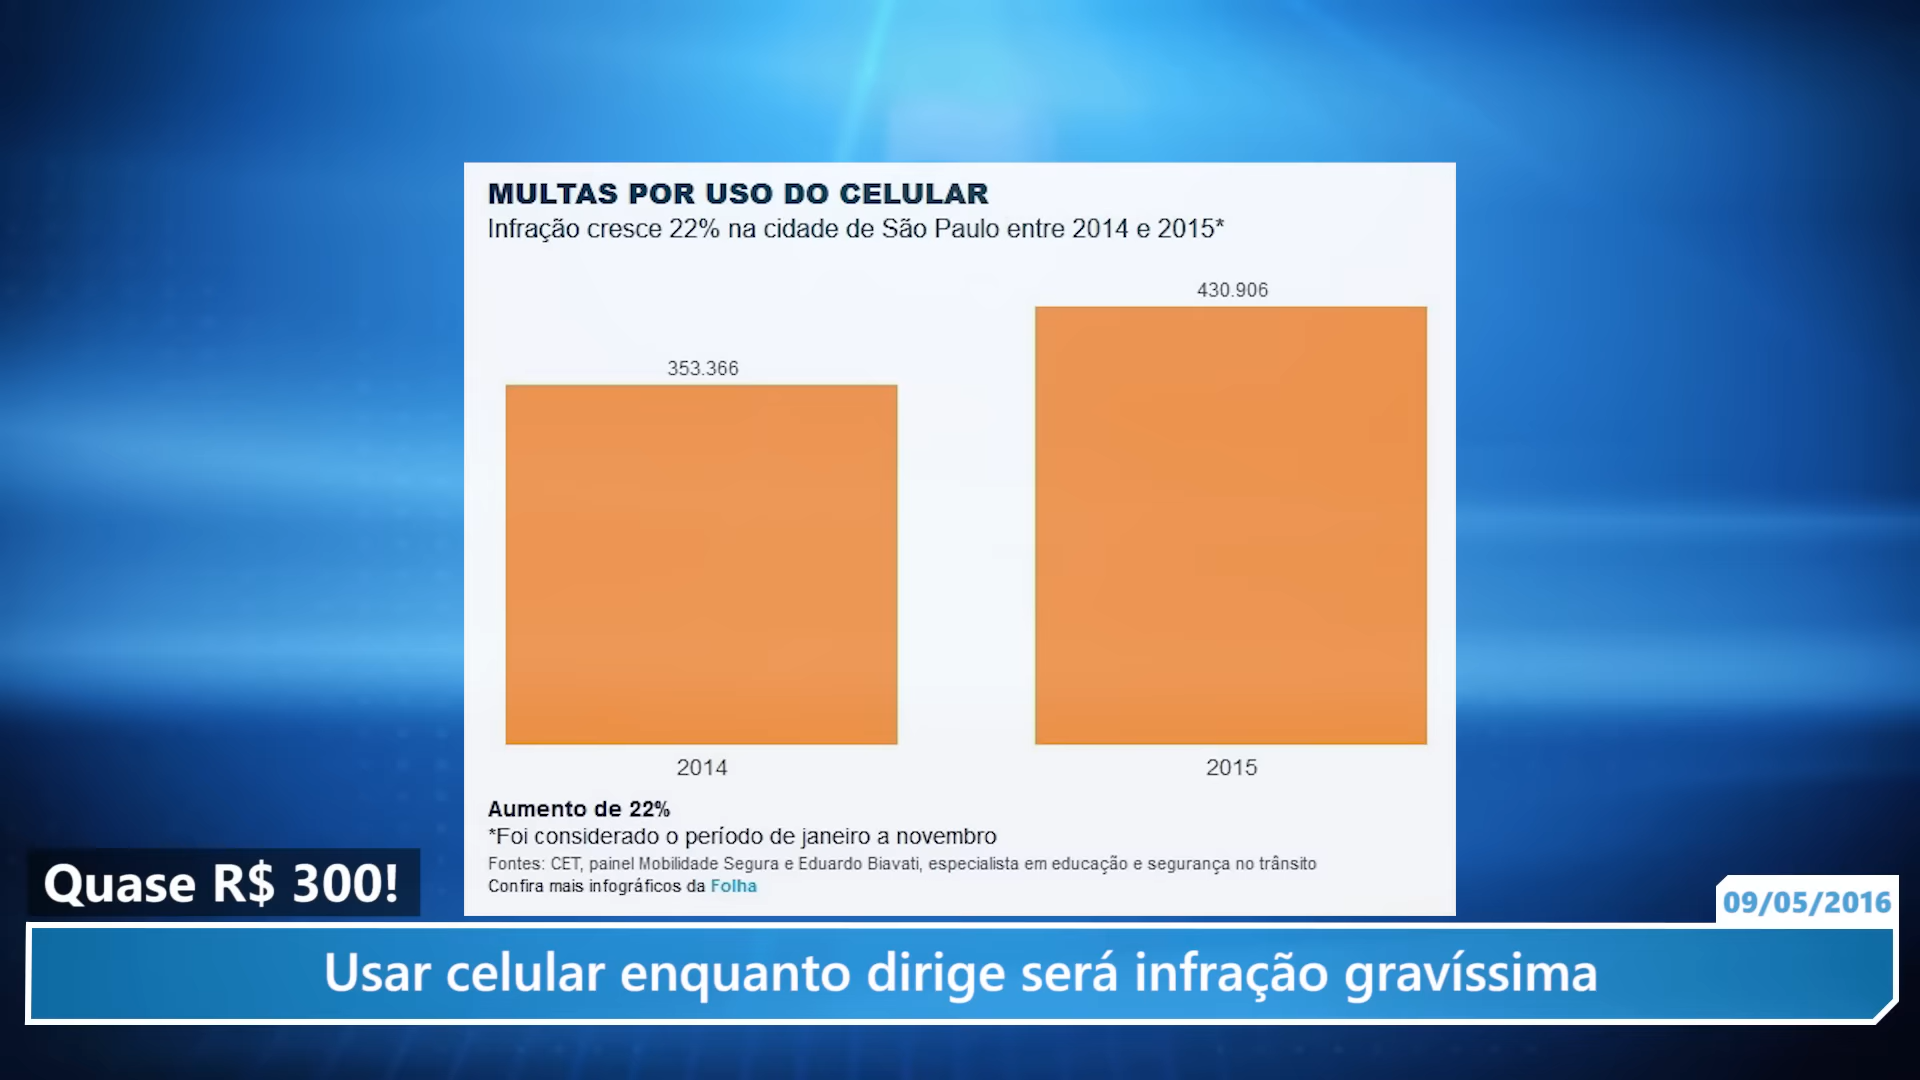 MULTAS POR USO DO CELULAR
Infração cresce 22% na cidade de São Paulo entre 2014 e 2015*
430.906
353.366
2014
2015
Aumento de 22%
*Foi considerado o período de janeiro a novembro
Fontes: CET, painel Mobilidade Segura e Eduardo Biavati, especialista em educação e segurança no trânsito
Confira mais infográficos da Folha
Quase R$ 300!
09/05/2016
Usar celular enquanto dirige será infração gravíssima